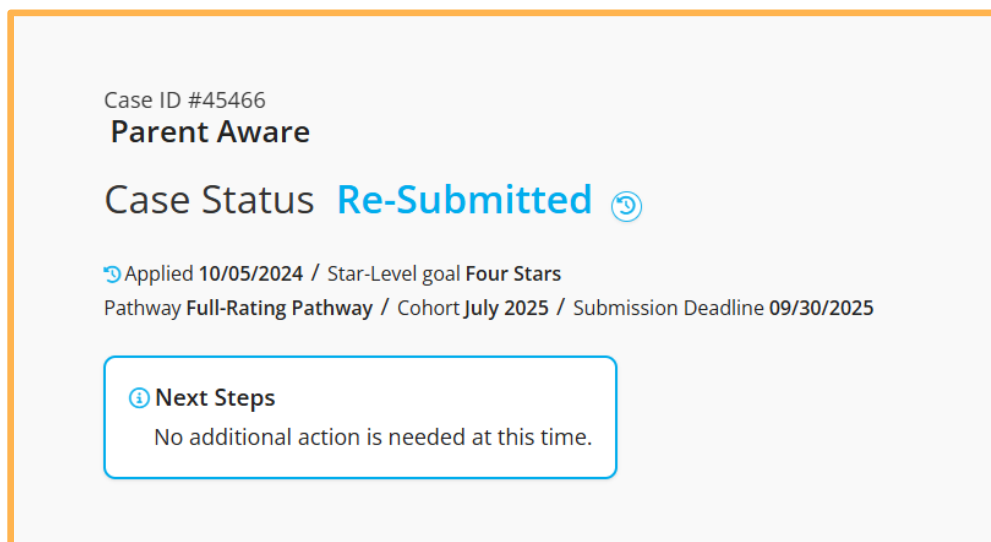 Case ID #45466
Parent Aware
Case Status Re-Submitted
Applied 10/05/2024 / Star-Level goal Four Stars
Pathway Full-Rating Pathway / Cohort July 2025 / Submission Deadline 09/30/2025
Next Steps
No additional action is needed at this time.